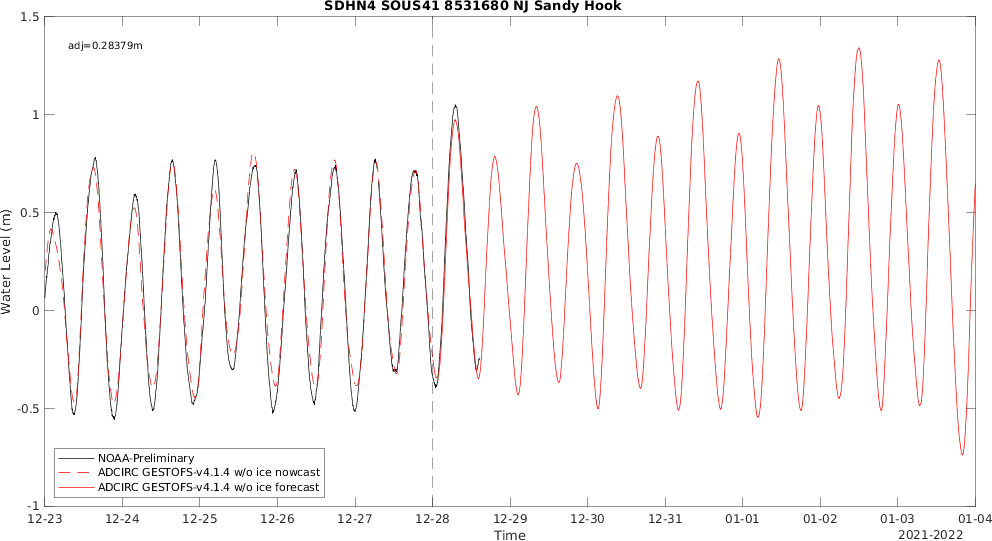 SDHN4 SOUS41 8531680 NJ Sandy Hook
adj=0.28379m
1.5
1
0.5
0
-0.5
-1
Water Level (m)
NOAA-Preliminary
ADCIRC GESTOFS-v4.1.4 w/o ice nowcast
ADCIRC GESTOFS-v4.1.4 w/o ice forecast
12-23 12-24 12-25 12-26 12-27 12-28 12-29 12-30 12-31 01-01 01-02 01-03 01-04
Time
2021-2022